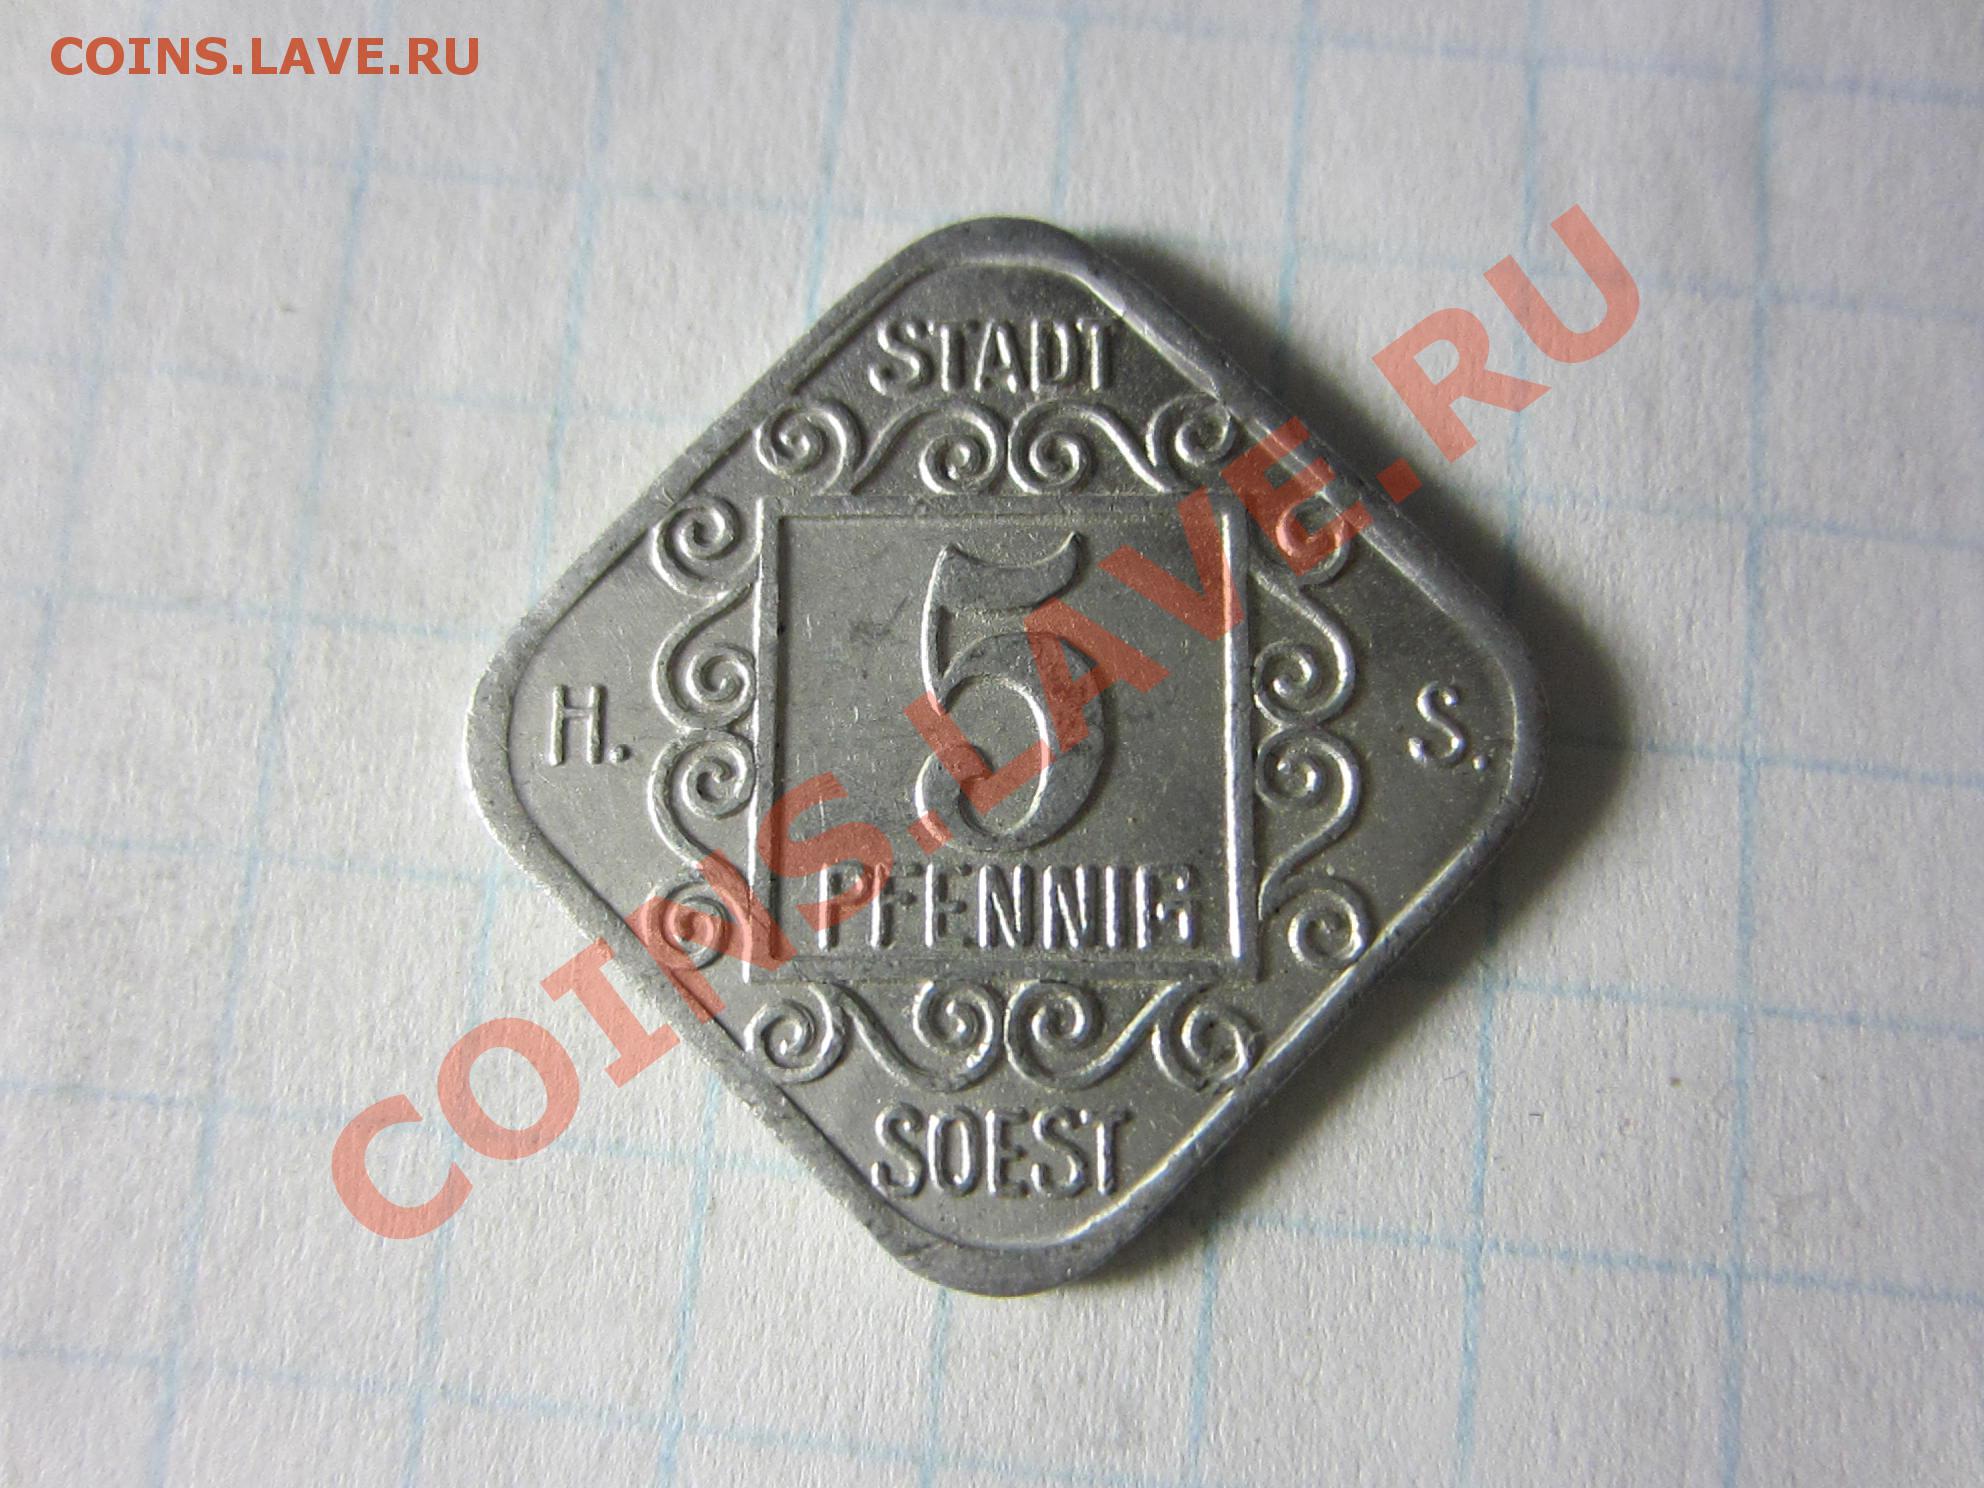 COINS.LAVE.RU
STADT
H. S.
5
PFENNIG
SOEST
COINS.LAVE.RU